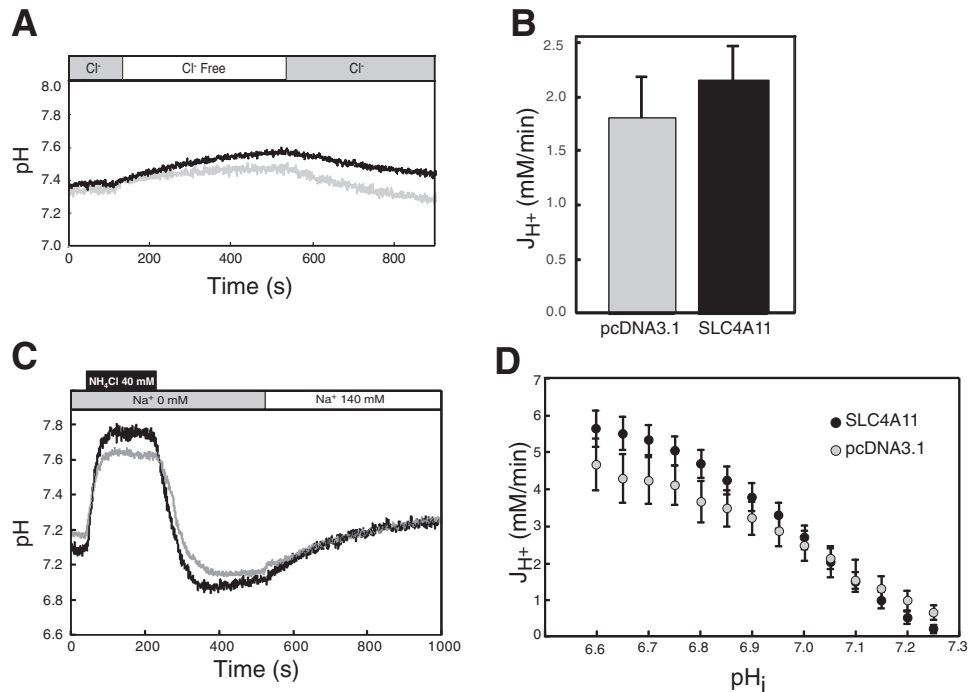 A
Cl⁻ Cl⁻ Free Cl⁻
8.0
7.8
7.6
7.4
7.2
7.0
pH
0 200 400 600 800
Time (s)
B
2.5
2.0
1.5
1.0
0.5
0.0
J_H+ (mM/min)
pcDNA3.1 SLC4A11
C
NH₄Cl 40 mM
Na⁺ 0 mM Na⁺ 140 mM
7.8
7.6
7.4
7.2
7.0
6.8
6.6
pH
0 200 400 600 800 1000
Time (s)
D
7
6
5
4
3
2
1
0
J_H+ (mM/min)
SLC4A11
pcDNA3.1
6.6 6.7 6.8 6.9 7.0 7.1 7.2 7.3
pHᵢ